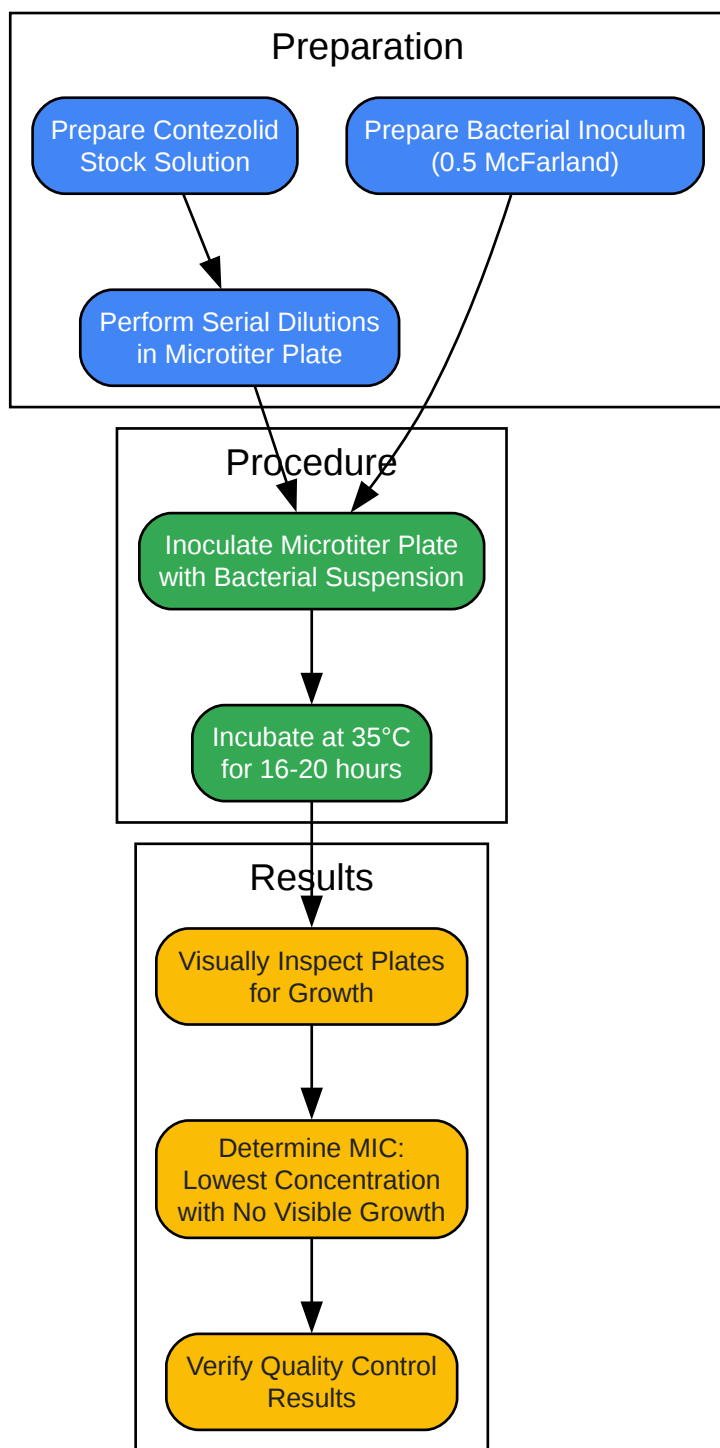 Preparation
Prepare Contezolid
Stock Solution
Prepare Bacterial Inoculum
(0.5 McFarland)
Perform Serial Dilutions
in Microtiter Plate
Procedure
Inoculate Microtiter Plate
with Bacterial Suspension
Incubate at 35°C
for 16-20 hours
Results
Visually Inspect Plates
for Growth
Determine MIC:
Lowest Concentration
with No Visible Growth
Verify Quality Control
Results